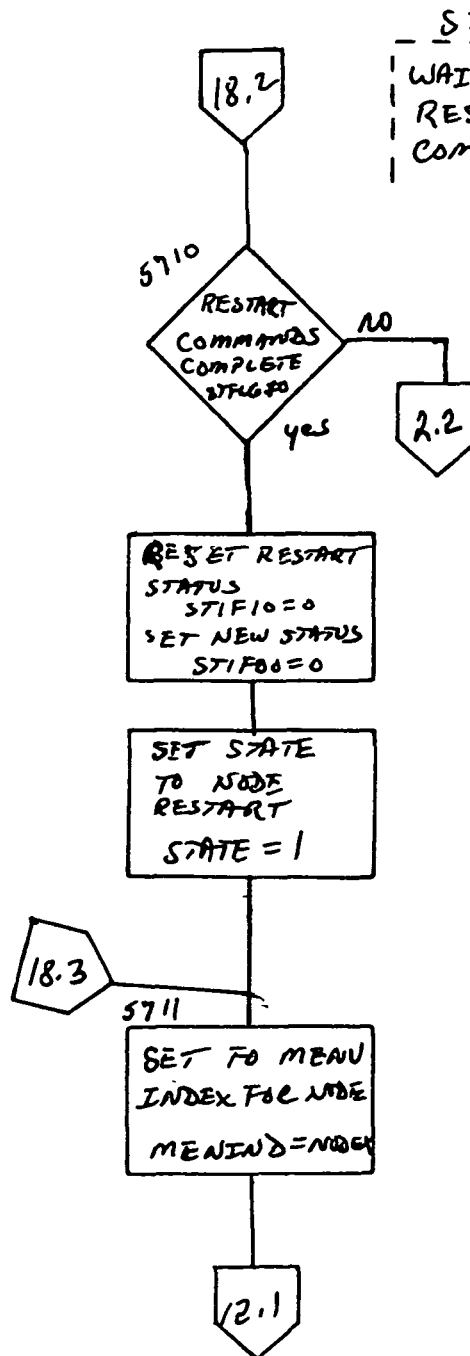 18.2
WAI
RES
COM
5710
RESTART
COMMANDS
COMPLETE
no
yes
2.2
RESET RESTART
STATUS
STIF10=0
SET NEW STATUS
STIF00=0
SET STATE
TO NODE
RESTART
STATE = 1
18.3
5711
SET TO MENU
INDEX FOR NODE
MENIND=NODEX
12.1